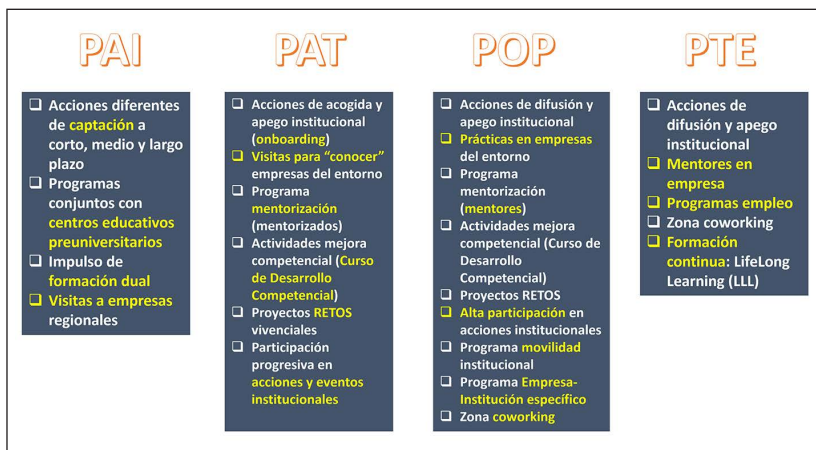 PAI
❑ Acciones diferentes
de captación a
corto, medio y largo
plazo
❑ Programas
conjuntos con
centros educativos
preuniversitarios
❑ Impulso de
formación dual
❑ Visitas a empresas
regionales
PAT
❑ Acciones de acogida y
apego institucional
(onboarding)
❑ Visitas para “conocer”
empresas del entorno
❑ Programa
mentorización
(mentorizados)
❑ Actividades mejora
competencial (Curso
de Desarrollo
Competencial)
❑ Proyectos RETOS
vivenciales
❑ Participación
progresiva en
acciones y eventos
institucionales
POP
❑ Acciones de difusión y
apego institucional
❑ Prácticas en empresas
del entorno
❑ Programa
mentorización
(mentores)
❑ Actividades mejora
competencial (Curso de
Desarrollo
Competencial)
❑ Proyectos RETOS
❑ Alta participación en
acciones institucionales
❑ Programa movilidad
institucional
❑ Programa Empresa-
Institución específico
❑ Zona coworking
PTE
❑ Acciones de
difusión y apego
institucional
❑ Mentores en
empresa
❑ Programas empleo
❑ Zona coworking
❑ Formación
continua: LifeLong
Learning (LLL)